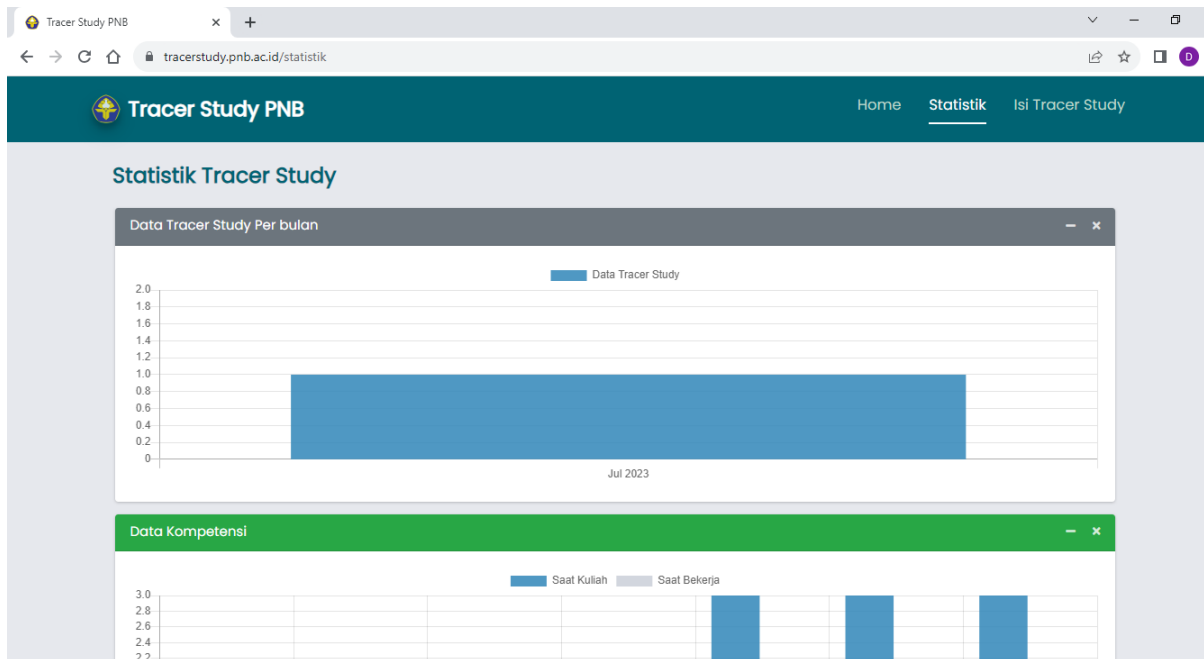 Tracer Study PNB
tracerstudy.pnb.ac.id/statistik
D
Tracer Study PNB
Home Statistik Isi Tracer Study
Statistik Tracer Study
Data Tracer Study Per bulan
Data Tracer Study
2.0
1.8
1.6
1.4
1.2
1.0
0.8
0.6
0.4
0.2
0
Jul 2023
Data Kompetensi
Saat Kuliah Saat Bekerja
3.0
2.8
2.6
2.4
2.2